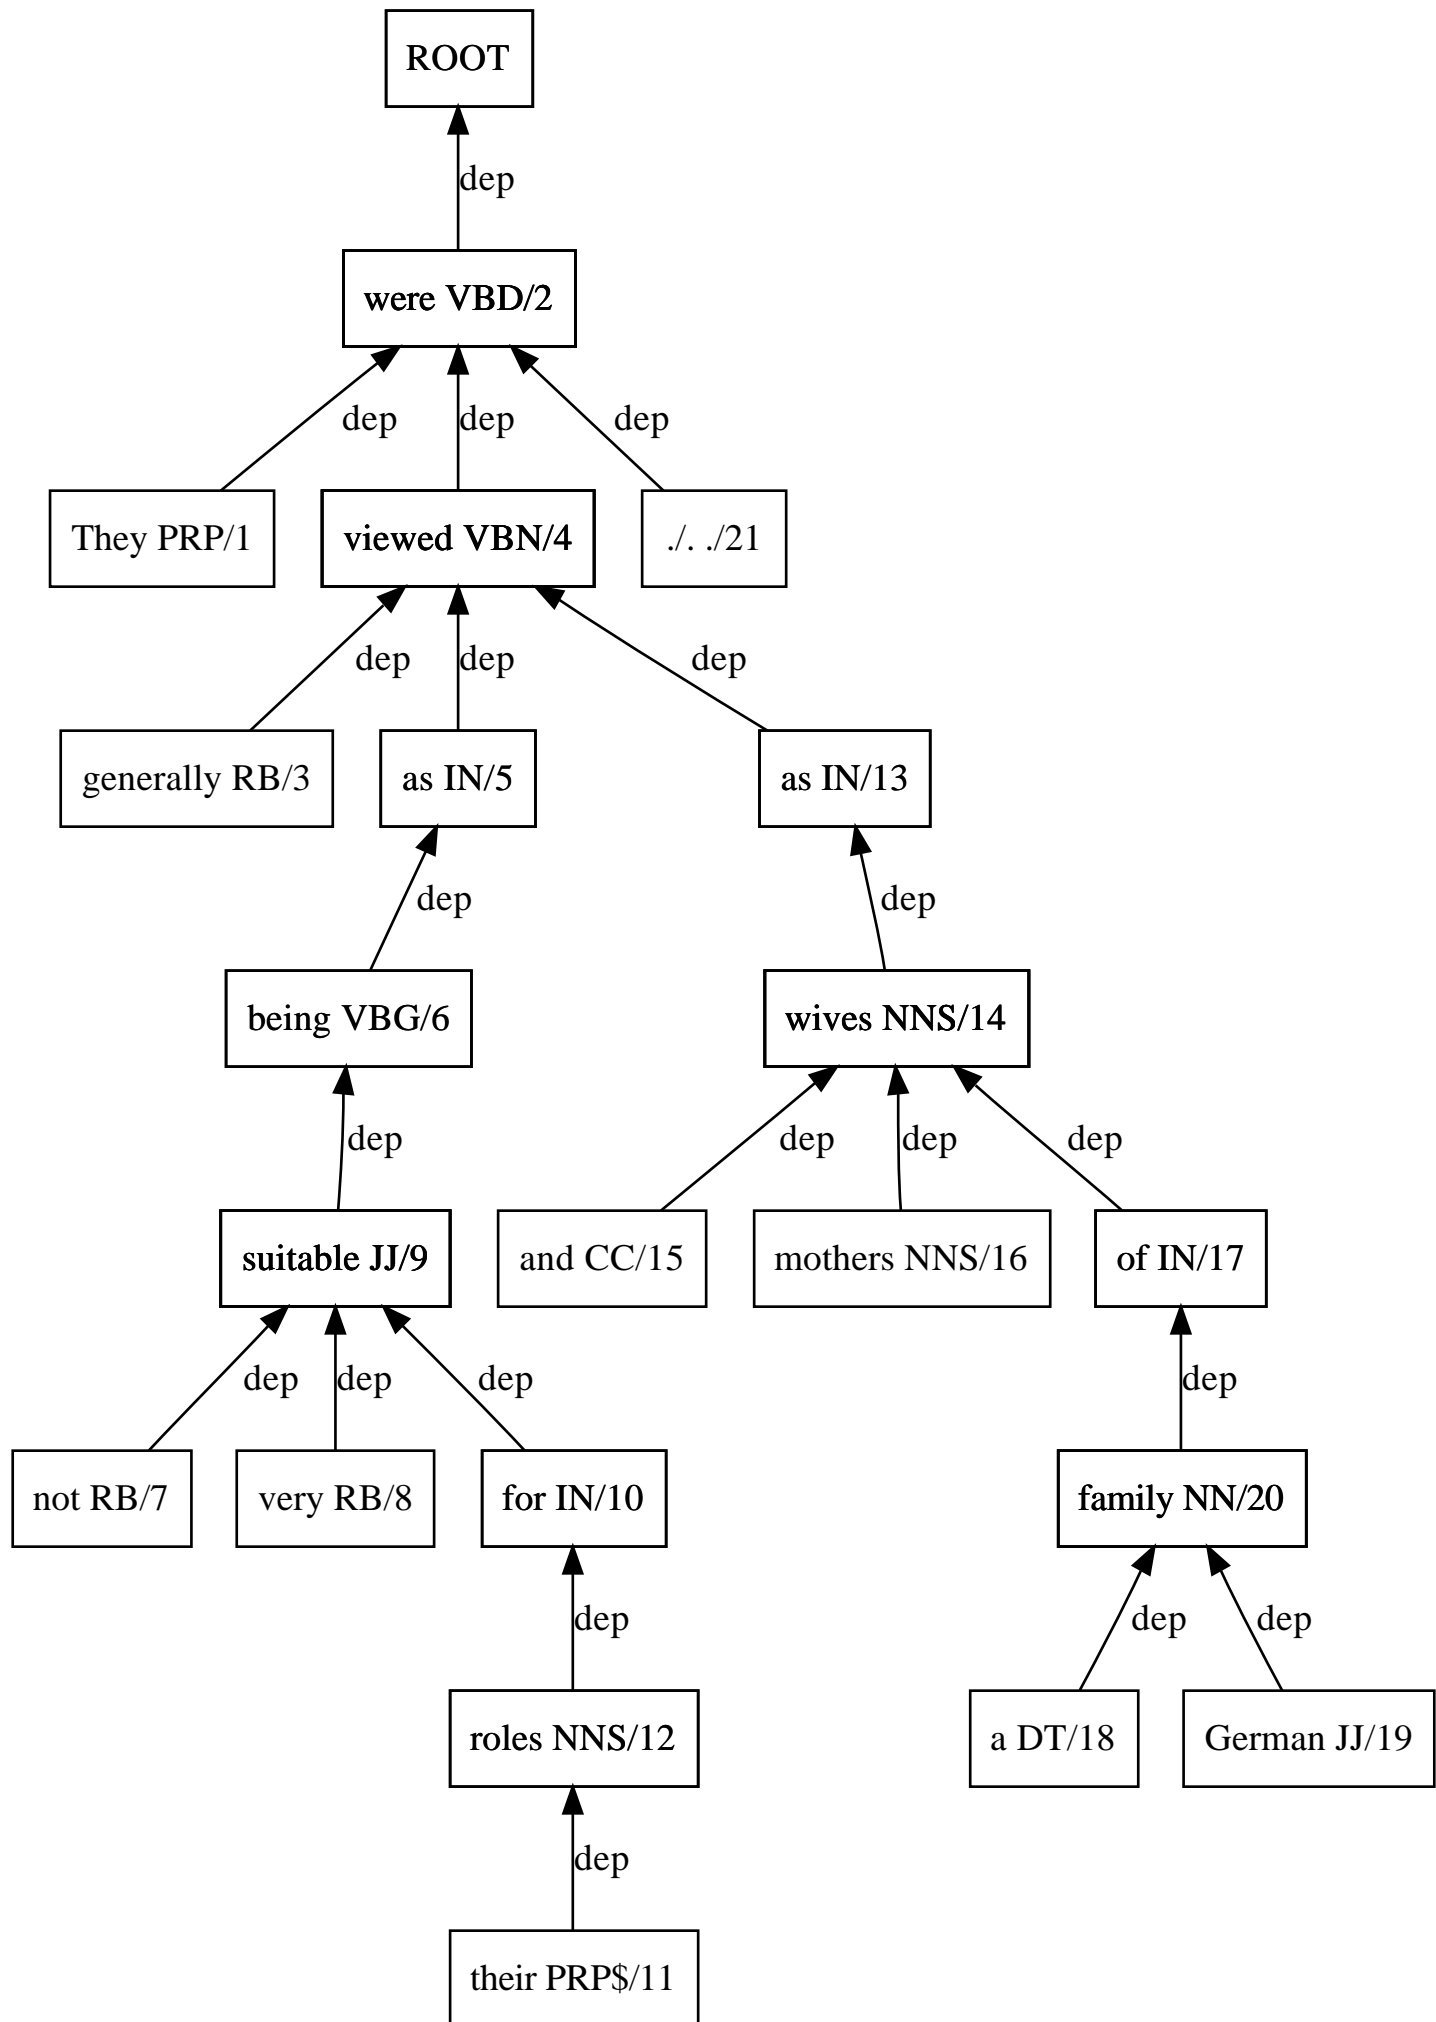 ROOT
dep
were VBD/2
dep dep dep
They PRP/1 viewed VBN/4 ./. ./21
dep dep dep
generally RB/3 as IN/5 as IN/13
dep dep
being VBG/6 wives NNS/14
dep dep dep dep
suitable JJ/9 and CC/15 mothers NNS/16 of IN/17
dep dep dep dep
not RB/7 very RB/8 for IN/10 family NN/20
dep dep dep
roles NNS/12 a DT/18 German JJ/19
dep
their PRP$/11